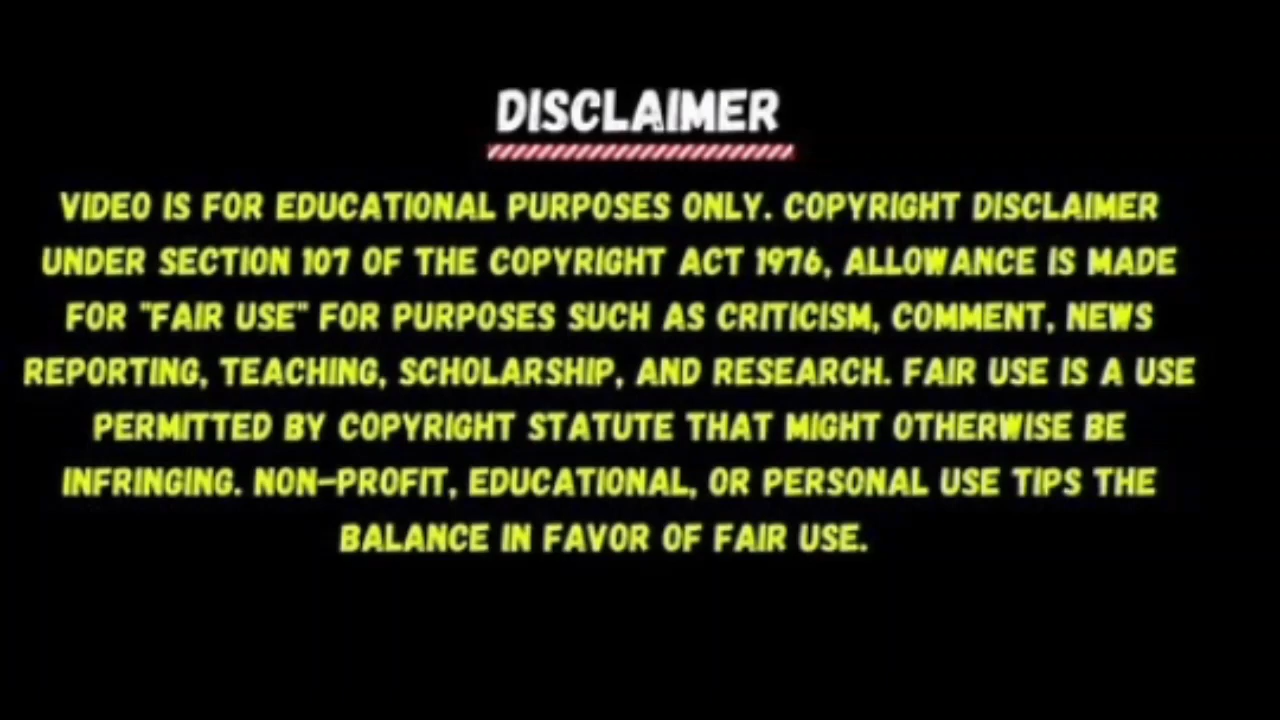 DISCLAIMER
VIDEO IS FOR EDUCATIONAL PURPOSES ONLY. COPYRIGHT DISCLAIMER
UNDER SECTION 107 OF THE COPYRIGHT ACT 1976, ALLOWANCE IS MADE
FOR "FAIR USE" FOR PURPOSES SUCH AS CRITICISM, COMMENT, NEWS
REPORTING, TEACHING, SCHOLARSHIP, AND RESEARCH. FAIR USE IS A USE
PERMITTED BY COPYRIGHT STATUTE THAT MIGHT OTHERWISE BE
INFRINGING. NON-PROFIT, EDUCATIONAL, OR PERSONAL USE TIPS THE
BALANCE IN FAVOR OF FAIR USE.